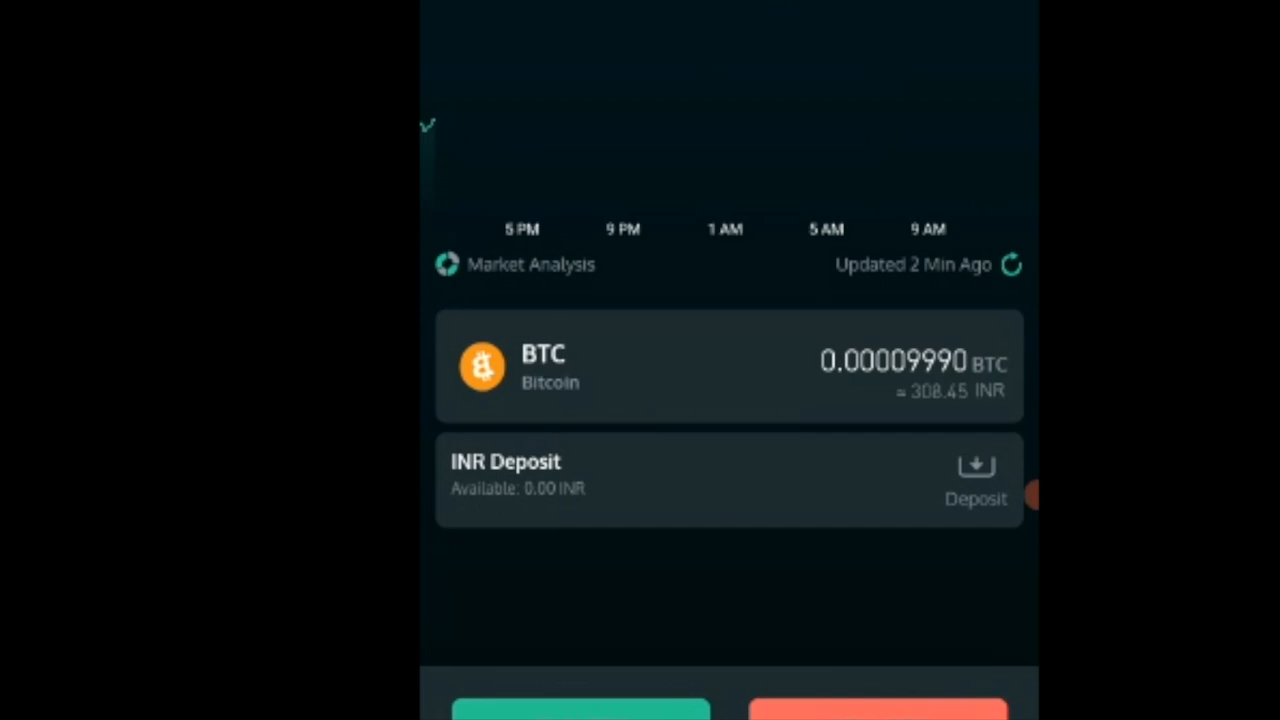 5 PM 9 PM 1 AM 5 AM 9 AM
Market Analysis Updated 2 Min Ago
BTC
Bitcoin
0.00009990 BTC
≈ 308.45 INR
INR Deposit
Available: 0.00 INR
Deposit